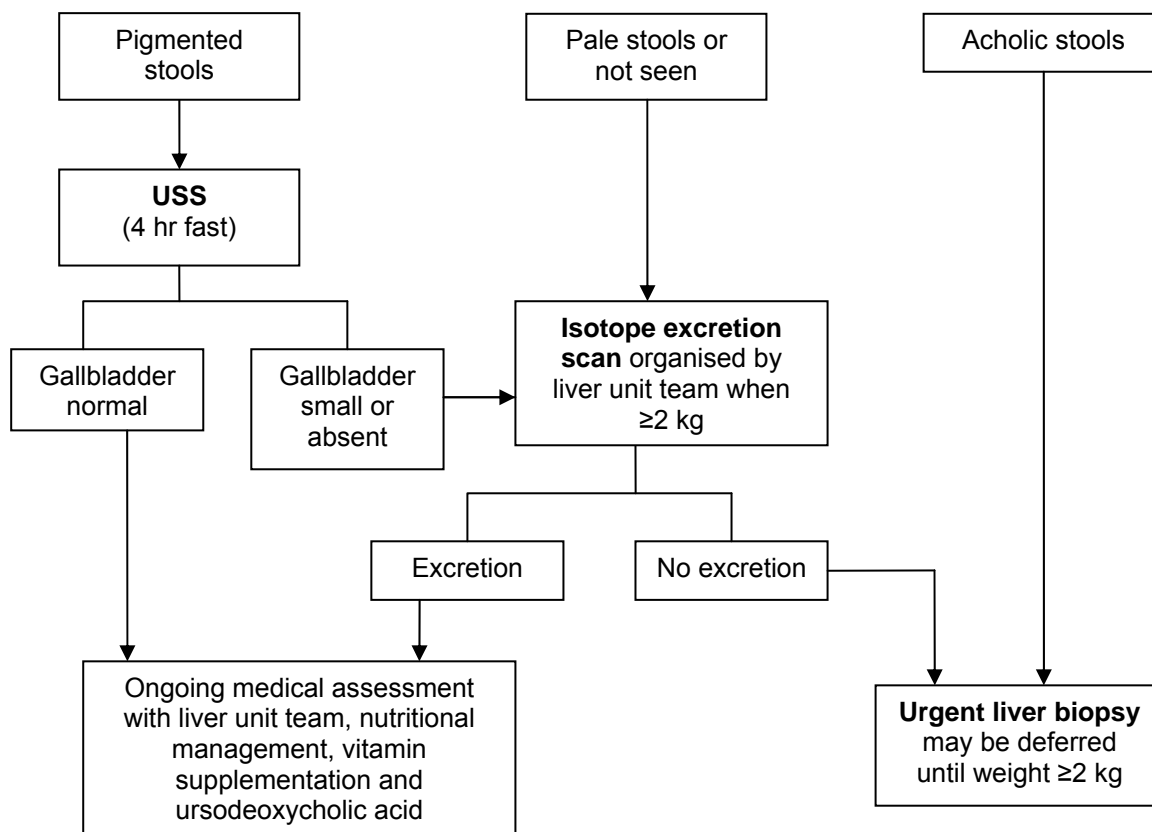 Pigmented
stools
Pale stools or
not seen
Acholic stools
USS
(4 hr fast)
Gallbladder
normal
Gallbladder
small or
absent
Isotope excretion
scan organised by
liver unit team when
≥2 kg
Excretion
No excretion
Ongoing medical assessment
with liver unit team, nutritional
management, vitamin
supplementation and
ursodeoxycholic acid
Urgent liver biopsy
may be deferred
until weight ≥2 kg